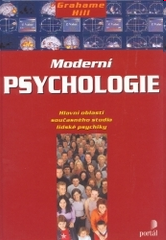 Grahame
Hill
Moderní
PSYCHOLOGIE
Hlavní oblasti
současného studia
lidské psychiky
portál